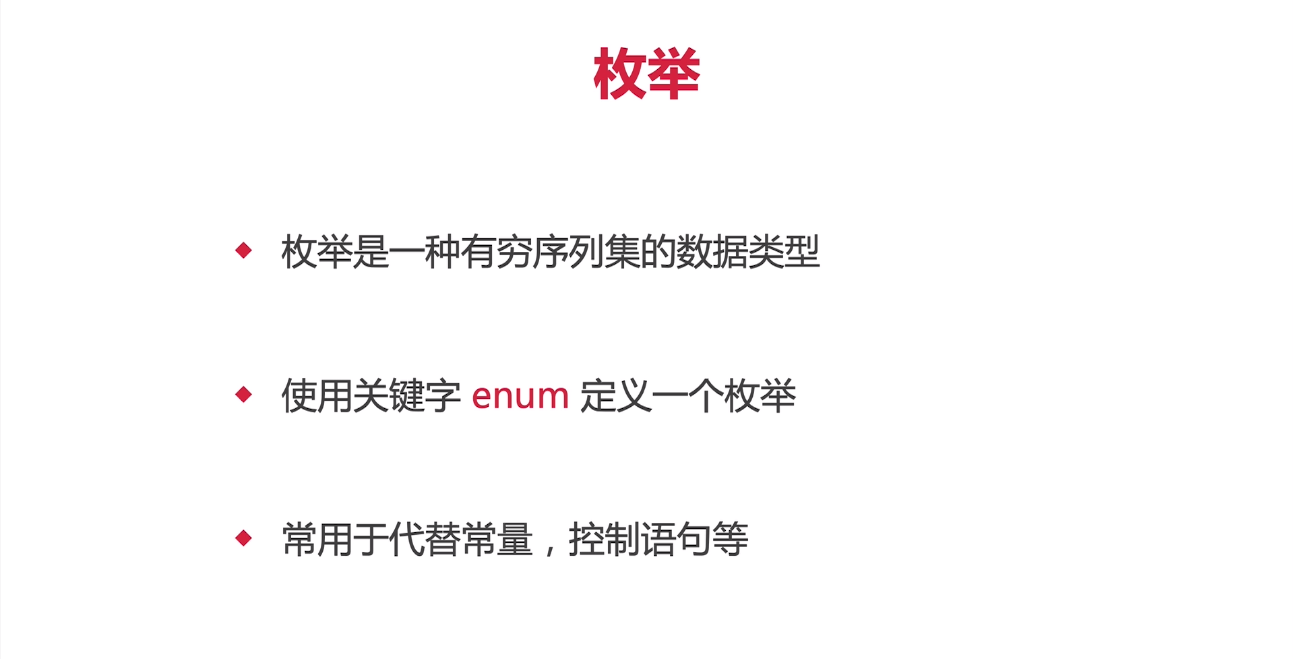 枚举
枚举是一种有穷序列集的数据类型
使用关键字 enum 定义一个枚举
常用于代替常量，控制语句等